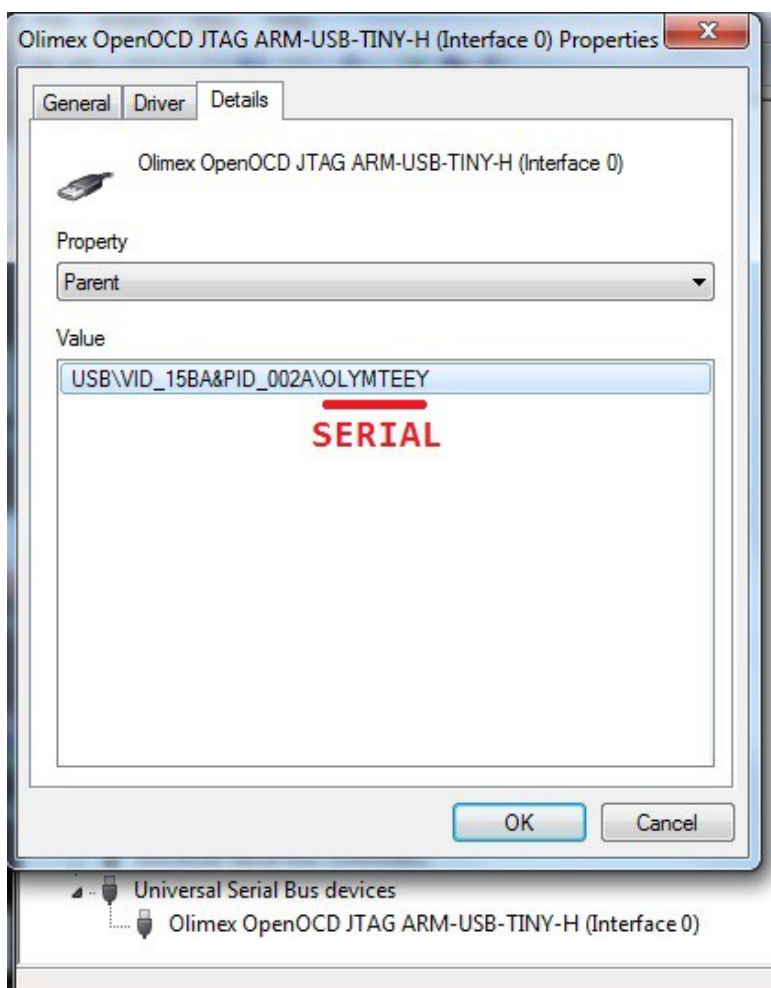 Olimex OpenOCD JTAG ARM-USB-TINY-H (Interface 0) Properties
General Driver Details
Olimex OpenOCD JTAG ARM-USB-TINY-H (Interface 0)
Property
Parent
Value
USB\VID_15BA&PID_002A\OLYMTEEY
SERIAL
OK Cancel
Universal Serial Bus devices
Olimex OpenOCD JTAG ARM-USB-TINY-H (Interface 0)